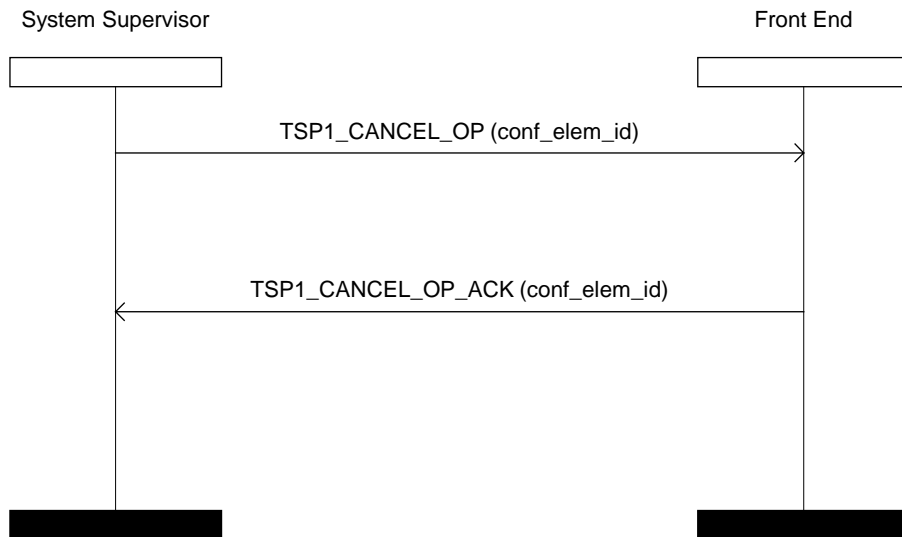 System Supervisor
Front End
TSP1_CANCEL_OP (conf_elem_id)
TSP1_CANCEL_OP_ACK (conf_elem_id)